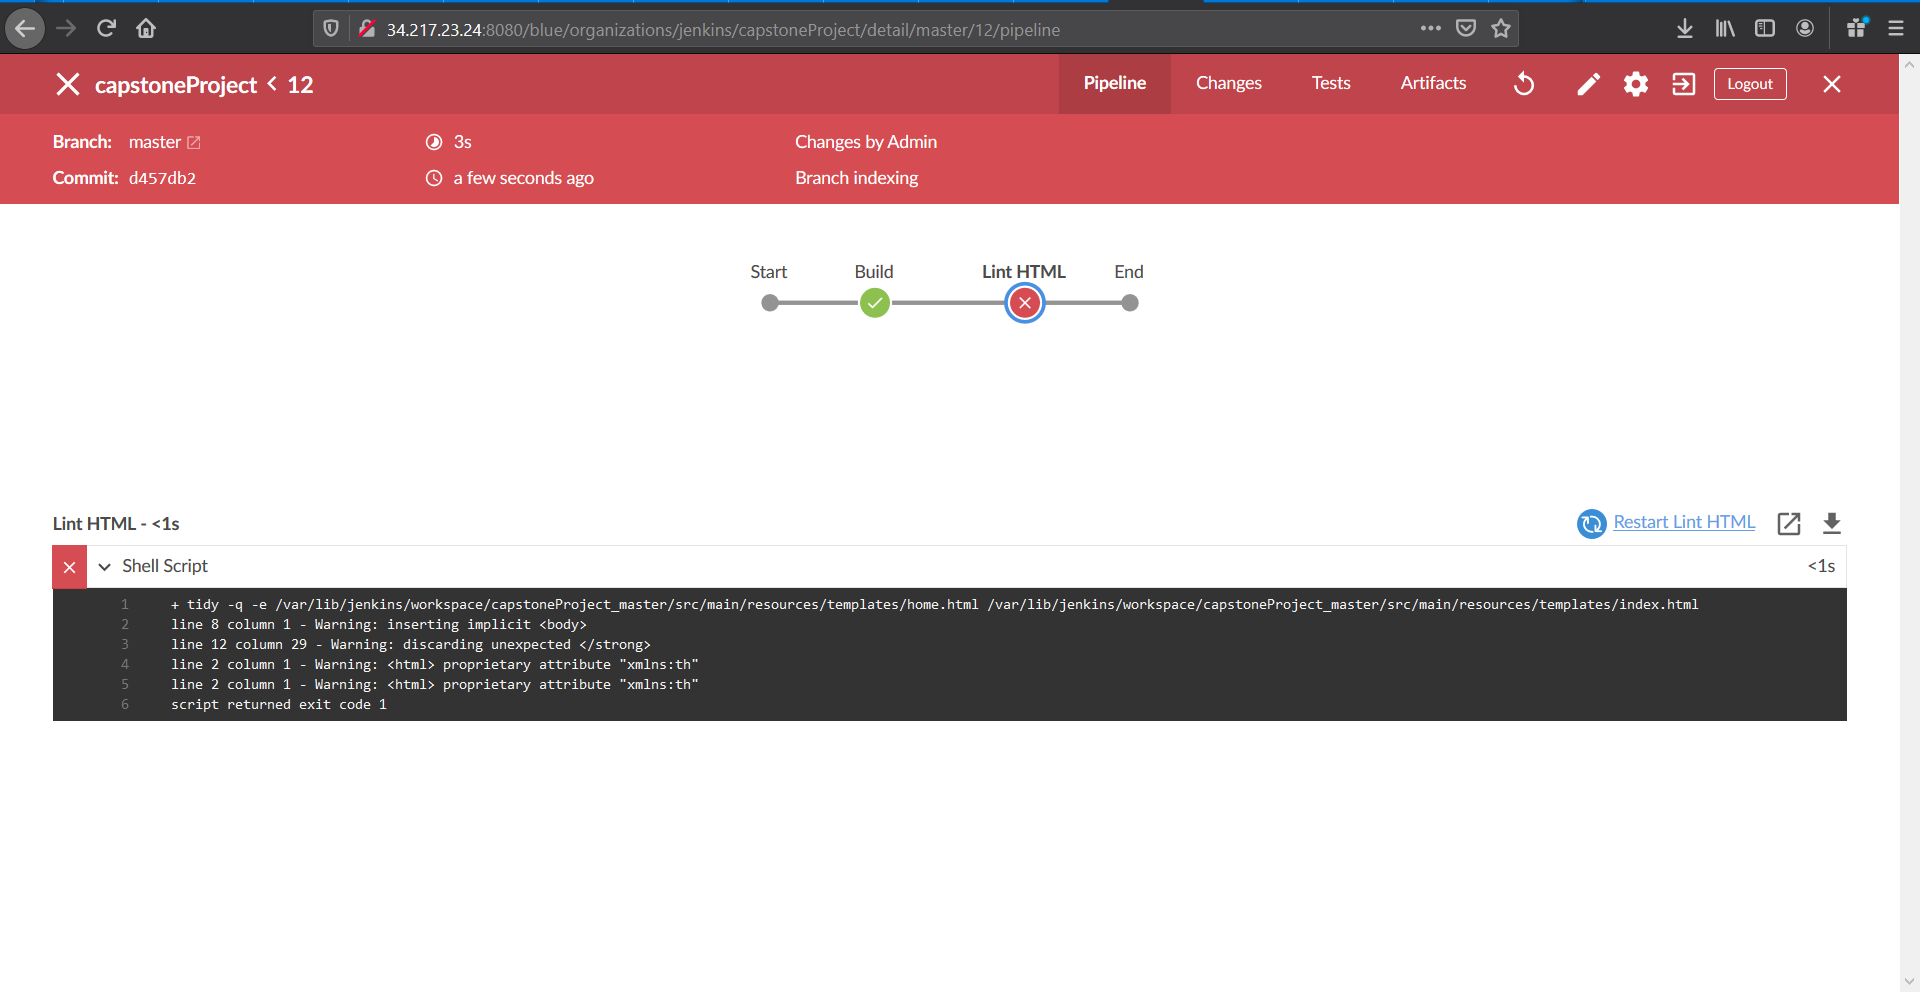 34.217.23.24:8080/blue/organizations/jenkins/capstoneProject/detail/master/12/pipeline
capstoneProject < 12
Pipeline Changes Tests Artifacts Logout
Branch: master 3s Changes by Admin
Commit: d457db2 a few seconds ago Branch indexing
Start Build Lint HTML End
Lint HTML - <1s Restart Lint HTML
Shell Script <1s
1 + tidy -q -e /var/lib/jenkins/workspace/capstoneProject_master/src/main/resources/templates/home.html /var/lib/jenkins/workspace/capstoneProject_master/src/main/resources/templates/index.html
2 line 8 column 1 - Warning: inserting implicit <body>
3 line 12 column 29 - Warning: discarding unexpected </strong>
4 line 2 column 1 - Warning: <html> proprietary attribute "xmlns:th"
5 line 2 column 1 - Warning: <html> proprietary attribute "xmlns:th"
6 script returned exit code 1